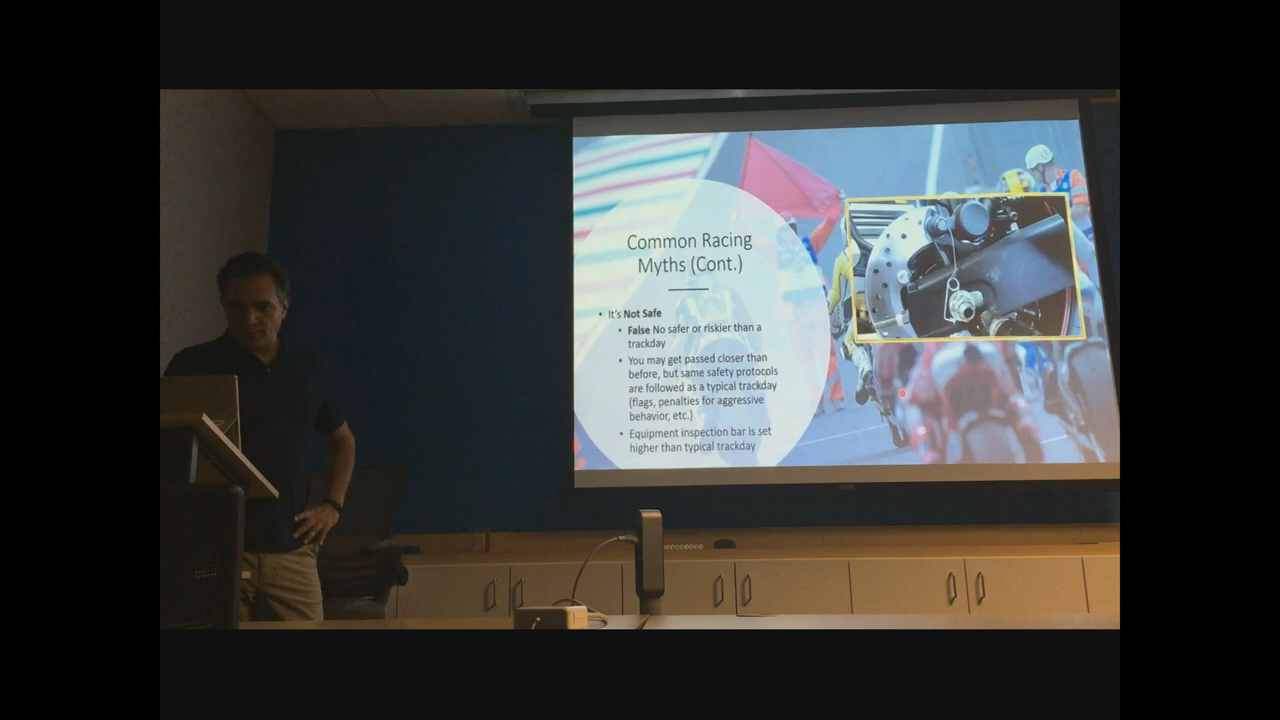 Common Racing
Myths (Cont.)
• It's Not Safe
• False No safer or riskier than a
trackday
• You may get passed closer than
before, but same safety protocols
are followed as a typical trackday
(flags, penalties for aggressive
behavior, etc.)
• Equipment inspection bar is set
higher than typical trackday